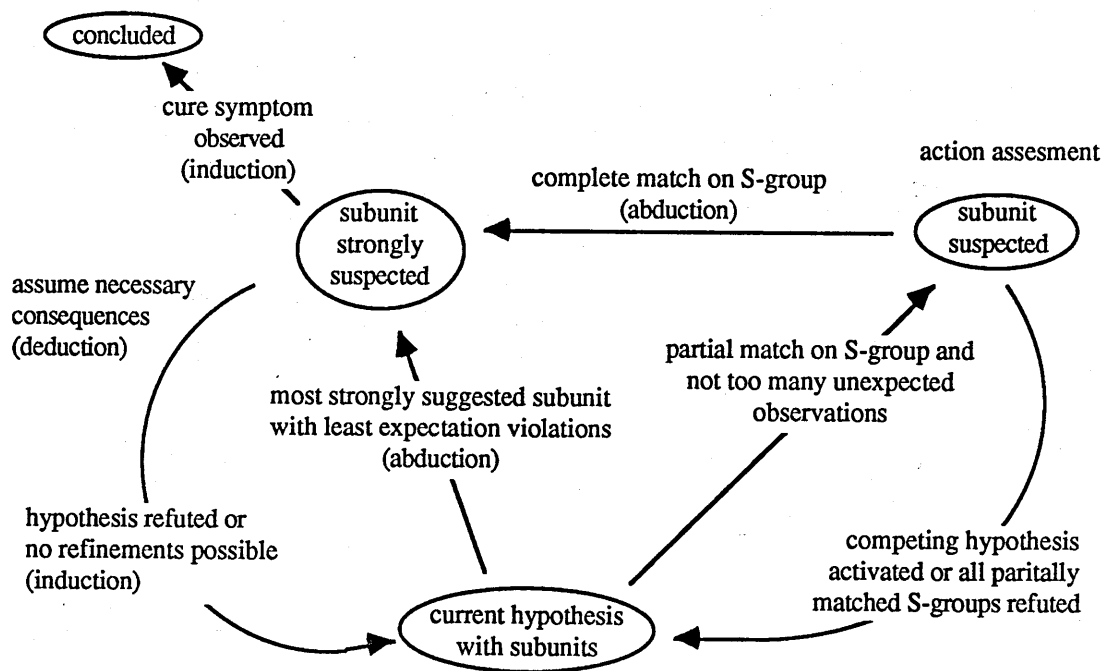 concluded
cure symptom
observed
(induction)
action assesment
complete match on S-group
(abduction)
subunit
strongly
suspected
subunit
suspected
assume necessary
consequences
(deduction)
partial match on S-group and
not too many unexpected
observations
most strongly suggested subunit
with least expectation violations
(abduction)
hypothesis refuted or
no refinements possible
(induction)
competing hypothesis
activated or all paritally
matched S-groups refuted
current hypothesis
with subunits